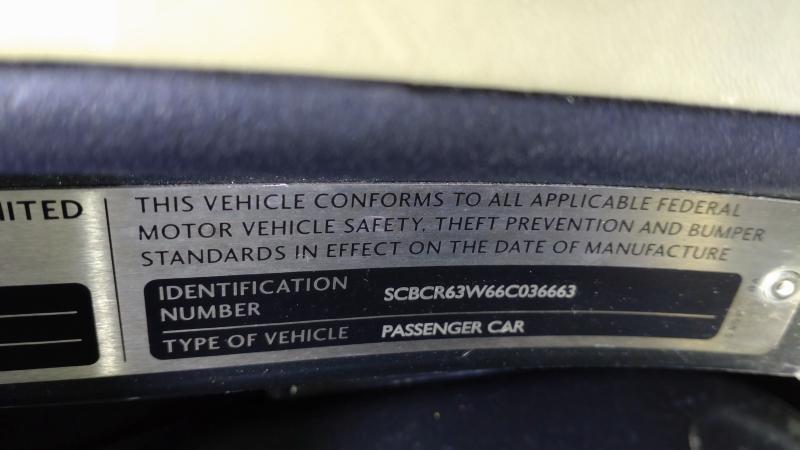 MITED
THIS VEHICLE CONFORMS TO ALL APPLICABLE FEDERAL
MOTOR VEHICLE SAFETY, THEFT PREVENTION AND BUMPER
STANDARDS IN EFFECT ON THE DATE OF MANUFACTURE
IDENTIFICATION
NUMBER
SCBCR63W66C036663
TYPE OF VEHICLE PASSENGER CAR